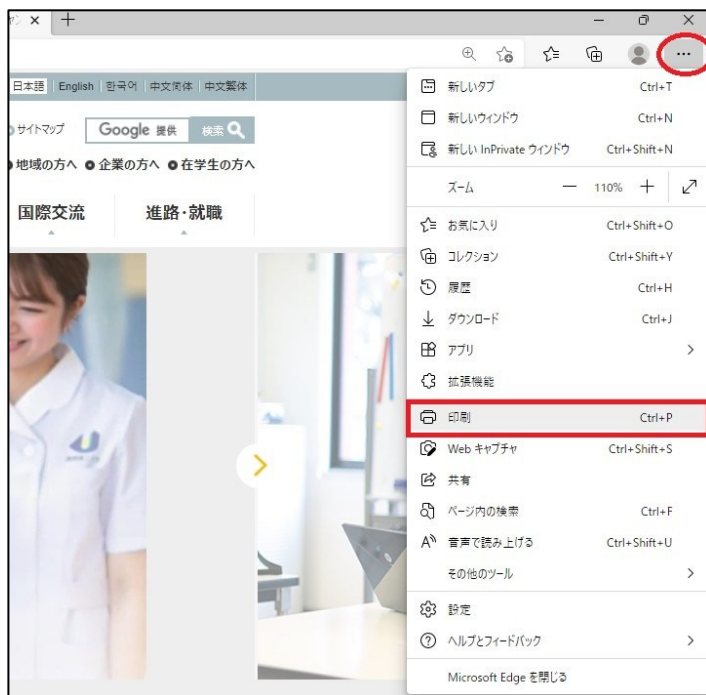 日本語 English 한국어 中文简体 中文繁体
サイトマップ Google 提供 検索
地域の方へ 企業の方へ 在学生の方へ
国際交流 進路・就職
新しいタブ Ctrl+T
新しいウィンドウ Ctrl+N
新しい InPrivate ウィンドウ Ctrl+Shift+N
ズーム 110%
お気に入り Ctrl+Shift+O
コレクション Ctrl+Shift+Y
履歴 Ctrl+H
ダウンロード Ctrl+J
アプリ
拡張機能
印刷 Ctrl+P
Web キャプチャ Ctrl+Shift+S
共有
ページ内の検索 Ctrl+F
音声で読み上げる Ctrl+Shift+U
その他のツール
設定
ヘルプとフィードバック
Microsoft Edge を閉じる